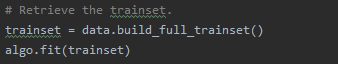 # Retrieve the trainset.
trainset = data.build_full_trainset()
algo.fit(trainset)